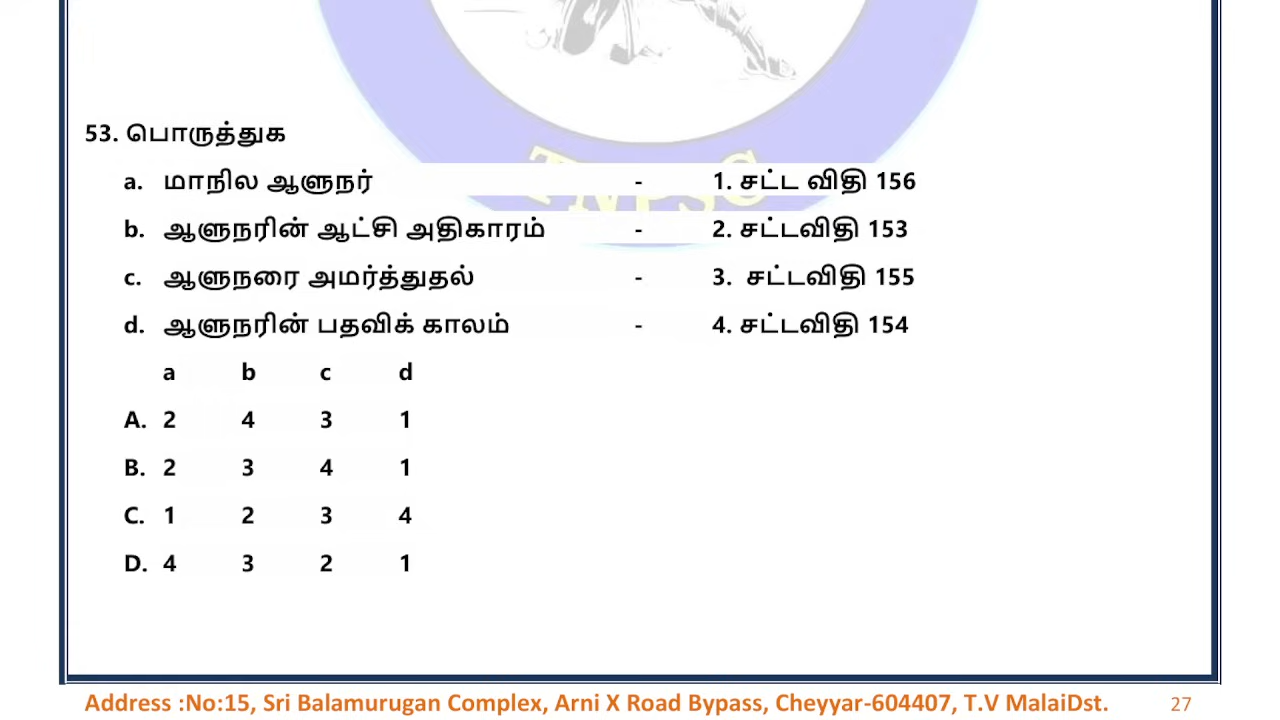 TNPSC
53. பொருத்துக
a. மாநில ஆளுநர் - 1. சட்ட விதி 156
b. ஆளுநரின் ஆட்சி அதிகாரம் - 2. சட்டவிதி 153
c. ஆளுநரை அமர்த்துதல் - 3. சட்டவிதி 155
d. ஆளுநரின் பதவிக் காலம் - 4. சட்டவிதி 154
a b c d
A. 2 4 3 1
B. 2 3 4 1
C. 1 2 3 4
D. 4 3 2 1
Address :No:15, Sri Balamurugan Complex, Arni X Road Bypass, Cheyyar-604407, T.V MalaiDst. 27